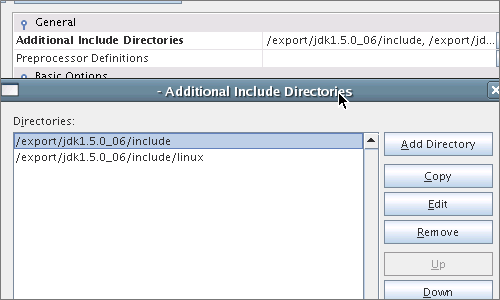 General
Additional Include Directories /export/jdk1.5.0_06/include, /export/jd...
Preprocessor Definitions
Basic Options
- Additional Include Directories
Directories:
/export/jdk1.5.0_06/include
/export/jdk1.5.0_06/include/linux
Add Directory
Copy
Edit
Remove
Up
Down